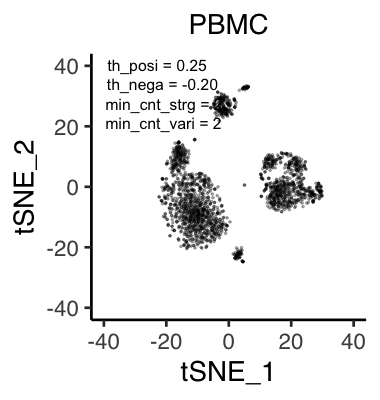 PBMC
th_posi = 0.25
th_nega = -0.20
min_cnt_strg =
min_cnt_vari = 2
tSNE_2
40
20
0
-20
-40
-40 -20 0 20 40
tSNE_1